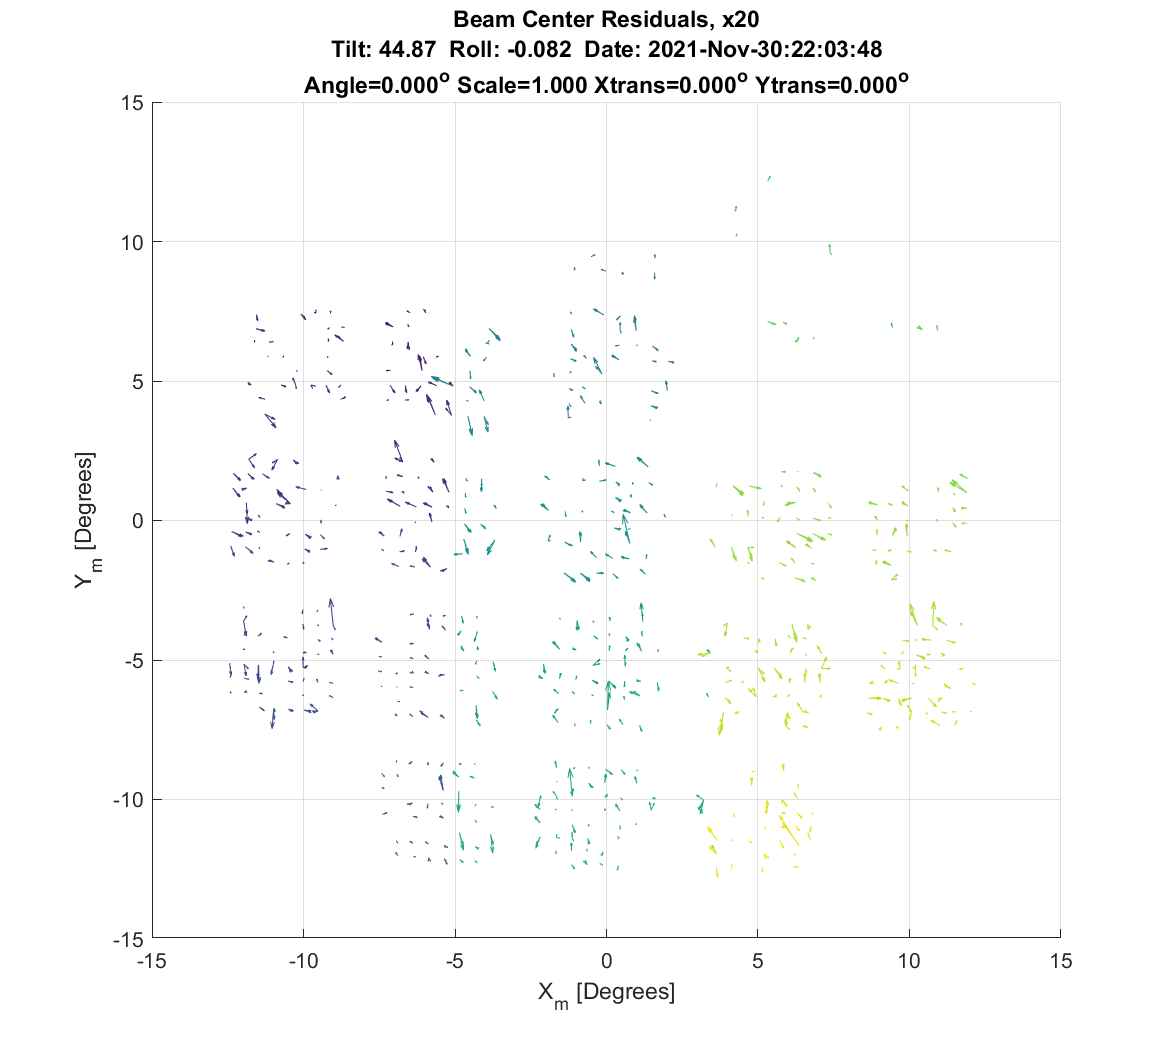 Beam Center Residuals, x20
Tilt: 44.87 Roll: -0.082 Date: 2021-Nov-30:22:03:48
Angle=0.000° Scale=1.000 Xtrans=0.000° Ytrans=0.000°
15
10
5
0
-5
-10
-15
Y_m [Degrees]
-15 -10 -5 0 5 10 15
X_m [Degrees]